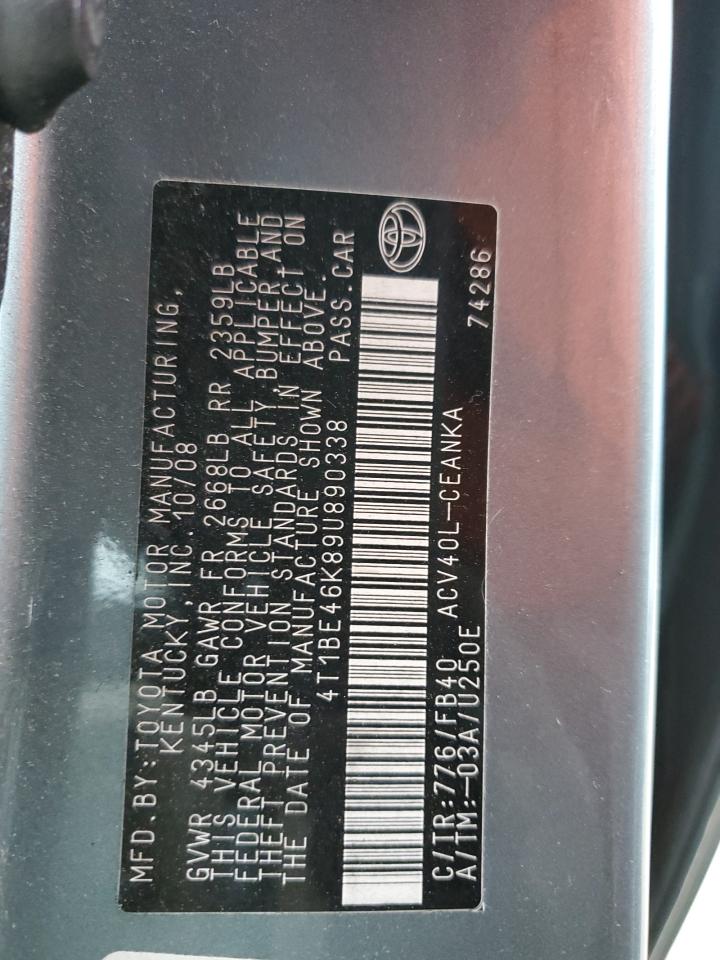 MFD.BY:TOYOTA MOTOR MANUFACTURING,
KENTUCKY,INC.10/08
GVWR 4345LB GAWR FR 2668LB RR 2359LB
THIS VEHICLE CONFORMS TO ALL APPLICABLE
FEDERAL MOTOR VEHICLE SAFETY,BUMPER,AND
THEFT PREVENTION STANDARDS IN EFFECT ON
THE DATE OF MANUFACTURE SHOWN ABOVE.
4T1BE46K89U890338 PASS.CAR
C/TR:776/FB40 ACV40L-CEANKA
A/TM:-03A/U250E 74286